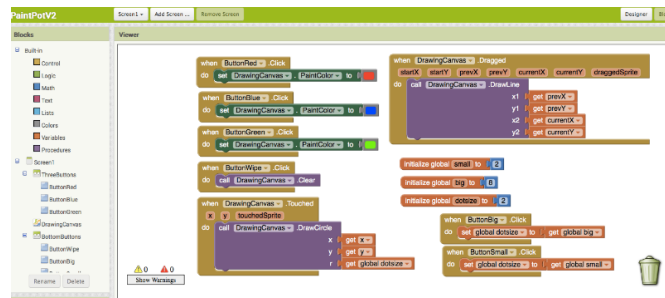 PaintPotV2
Screen1 Add Screen ... Remove Screen
Designer
Blocks
Viewer
Built-in
Control
Logic
Math
Text
Lists
Colors
Variables
Procedures
Screen1
ThreeButtons
ButtonRed
ButtonBlue
ButtonGreen
DrawingCanvas
BottomButtons
ButtonWipe
ButtonBig
Rename Delete
when ButtonRed .Click
do set DrawingCanvas . PaintColor to
when ButtonBlue .Click
do set DrawingCanvas . PaintColor to
when ButtonGreen .Click
do set DrawingCanvas . PaintColor to
when ButtonWipe .Click
do call DrawingCanvas .Clear
when DrawingCanvas .Touched
x y touchedSprite
do call DrawingCanvas .DrawCircle
x get x
y get y
r get global dotsize
0 0
Show Warnings
when DrawingCanvas .Dragged
startX startY prevX prevY currentX currentY draggedSprite
do call DrawingCanvas .DrawLine
x1 get prevX
y1 get prevY
x2 get currentX
y2 get currentY
initialize global small to 2
initialize global big to 8
initialize global dotsize to 2
when ButtonBig .Click
do set global dotsize to get global big
when ButtonSmall .Click
do set global dotsize to get global small